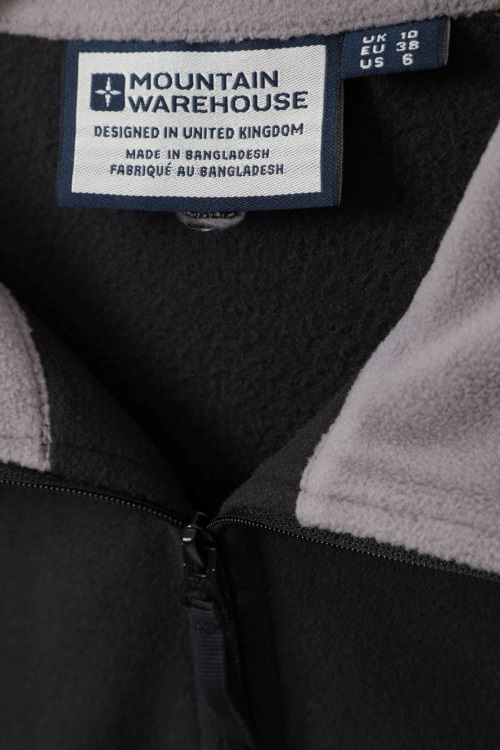 MOUNTAIN
WAREHOUSE
DESIGNED IN UNITED KINGDOM
MADE IN BANGLADESH
FABRIQUÉ AU BANGLADESH
UK 10
EU 38
US 6